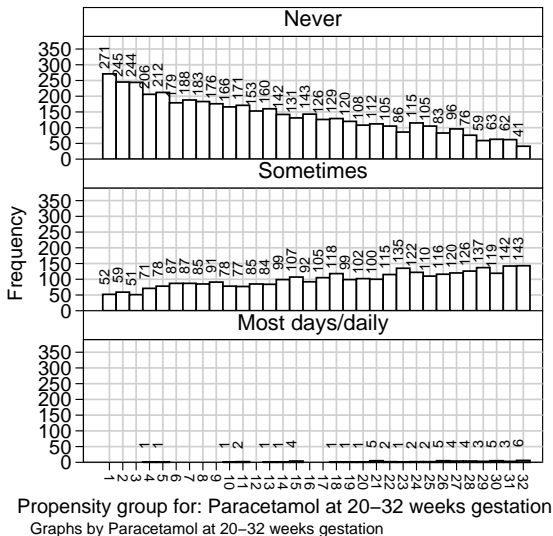 Never
350
300
250
200
150
100
50
0
271 245 244 206 212 179 188 183 176 166 171 153 160 142 131 143 126 129 120 108 112 105 86 115 105 83 96 76 59 63 62 41
Sometimes
350
300
250
200
150
100
50
0
52 59 51 71 78 87 87 85 91 78 77 85 84 99 107 92 105 118 99 102 100 115 135 122 110 116 120 126 137 119 142 143
Most days/daily
350
300
250
200
150
100
50
0
1 1 1 2 1 1 4 1 1 1 5 2 1 2 2 5 4 4 3 5 3 6
1 2 3 4 5 6 7 8 9 10 11 12 13 14 15 16 17 18 19 20 21 22 23 24 25 26 27 28 29 30 31 32
Frequency
Propensity group for: Paracetamol at 20−32 weeks gestation
Graphs by Paracetamol at 20−32 weeks gestation